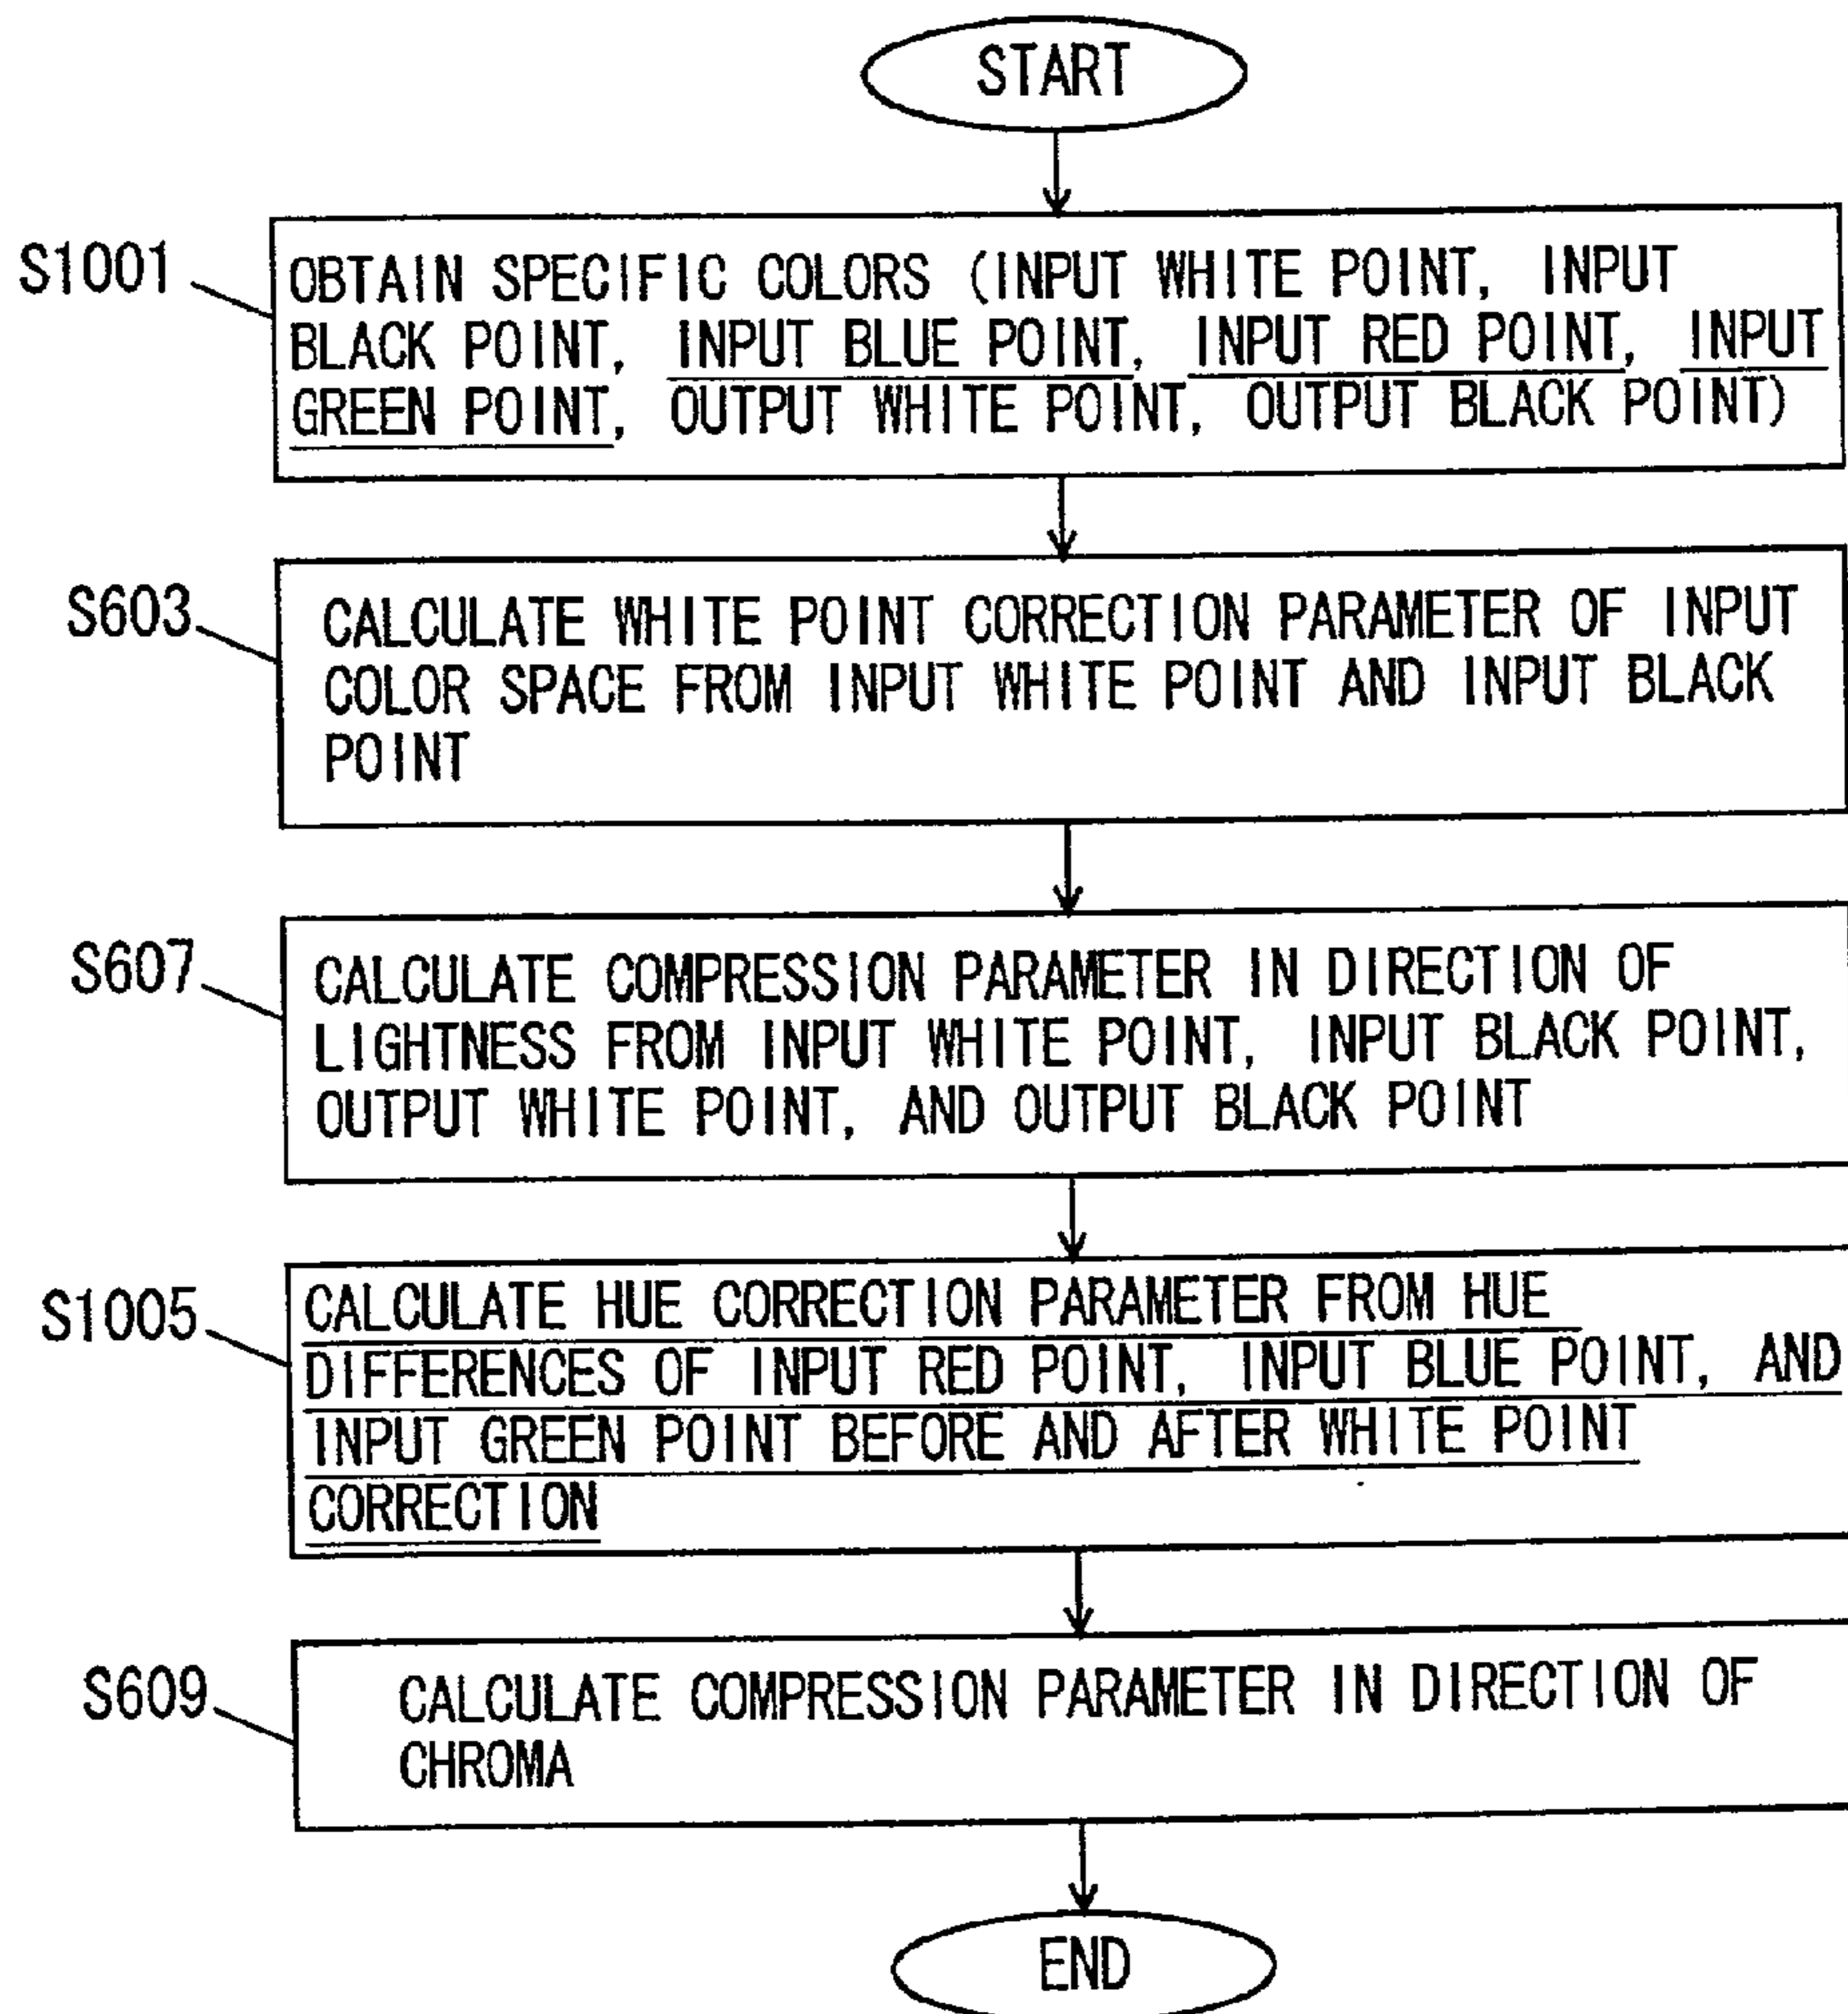 START
S1001
OBTAIN SPECIFIC COLORS (INPUT WHITE POINT, INPUT
BLACK POINT, INPUT BLUE POINT, INPUT RED POINT, INPUT
GREEN POINT, OUTPUT WHITE POINT, OUTPUT BLACK POINT)
S603
CALCULATE WHITE POINT CORRECTION PARAMETER OF INPUT
COLOR SPACE FROM INPUT WHITE POINT AND INPUT BLACK
POINT
S607
CALCULATE COMPRESSION PARAMETER IN DIRECTION OF
LIGHTNESS FROM INPUT WHITE POINT, INPUT BLACK POINT,
OUTPUT WHITE POINT, AND OUTPUT BLACK POINT
S1005
CALCULATE HUE CORRECTION PARAMETER FROM HUE
DIFFERENCES OF INPUT RED POINT, INPUT BLUE POINT, AND
INPUT GREEN POINT BEFORE AND AFTER WHITE POINT
CORRECTION
S609
CALCULATE COMPRESSION PARAMETER IN DIRECTION OF
CHROMA
END